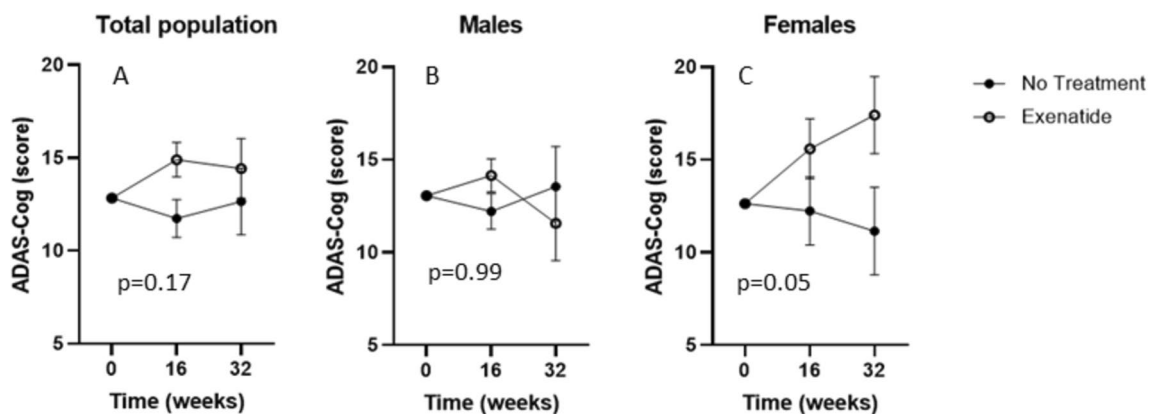 Total population
Males
Females
A
B
C
20
15
10
5
ADAS-Cog (score)
p=0.17
0 16 32
Time (weeks)
20
15
10
5
ADAS-Cog (score)
p=0.99
0 16 32
Time (weeks)
20
15
10
5
ADAS-Cog (score)
p=0.05
0 16 32
Time (weeks)
No Treatment
Exenatide